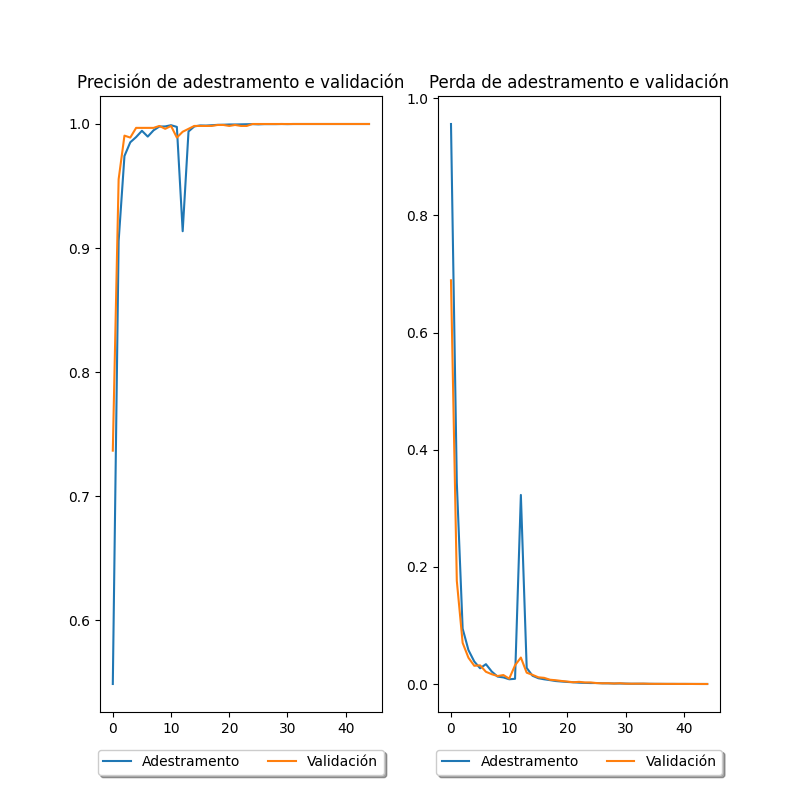 Precisión de adestramento e validación
1.0
0.9
0.8
0.7
0.6
0 10 20 30 40
Adestramento Validación
Perda de adestramento e validación
1.0
0.8
0.6
0.4
0.2
0.0
0 10 20 30 40
Adestramento Validación